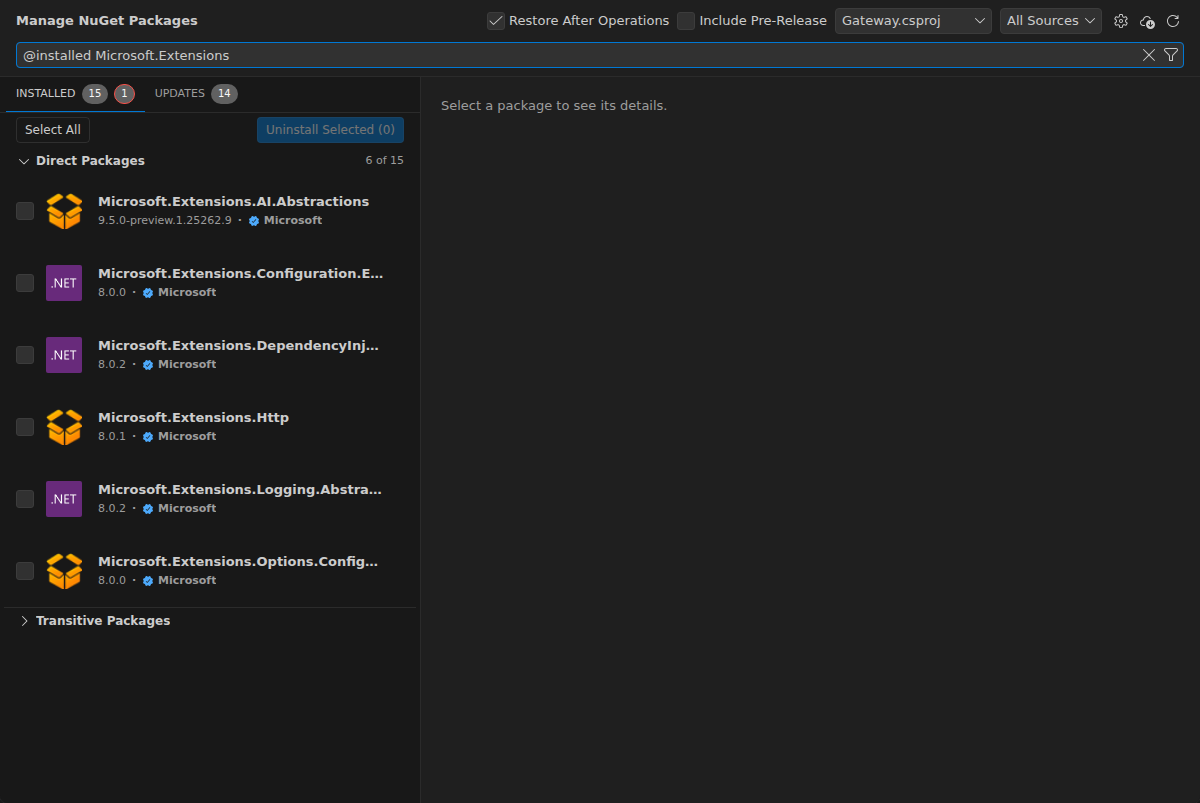 Manage NuGet Packages
Restore After Operations
Include Pre-Release
Gateway.csproj
All Sources
@installed Microsoft.Extensions
INSTALLED 15 1 UPDATES 14
Select All
Uninstall Selected (0)
Direct Packages 6 of 15
Microsoft.Extensions.AI.Abstractions
9.5.0-preview.1.25262.9 · Microsoft
.NET
Microsoft.Extensions.Configuration.E…
8.0.0 · Microsoft
.NET
Microsoft.Extensions.DependencyInj…
8.0.2 · Microsoft
Microsoft.Extensions.Http
8.0.1 · Microsoft
.NET
Microsoft.Extensions.Logging.Abstra…
8.0.2 · Microsoft
Microsoft.Extensions.Options.Config…
8.0.0 · Microsoft
Transitive Packages
Select a package to see its details.